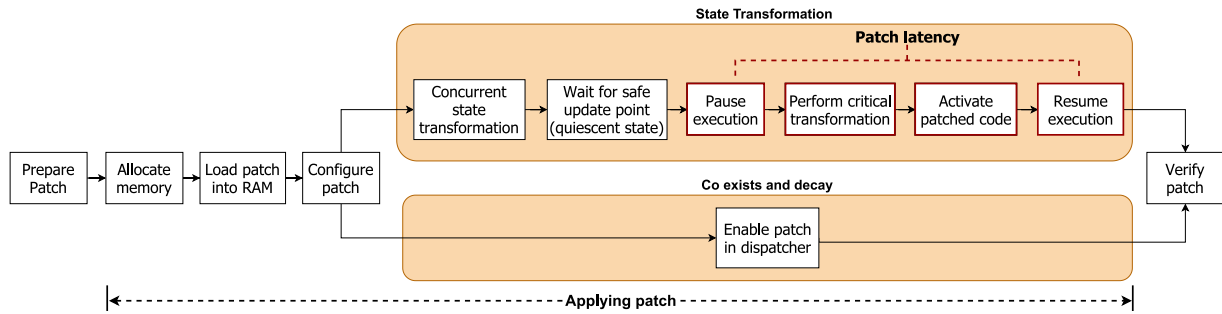 State Transformation
Patch latency
Concurrent
state
transformation
Wait for safe
update point
(quiescent state)
Pause
execution
Perform critical
transformation
Activate
patched code
Resume
execution
Prepare
Patch
Allocate
memory
Load patch
into RAM
Configure
patch
Verify
patch
Co exists and decay
Enable patch
in dispatcher
Applying patch